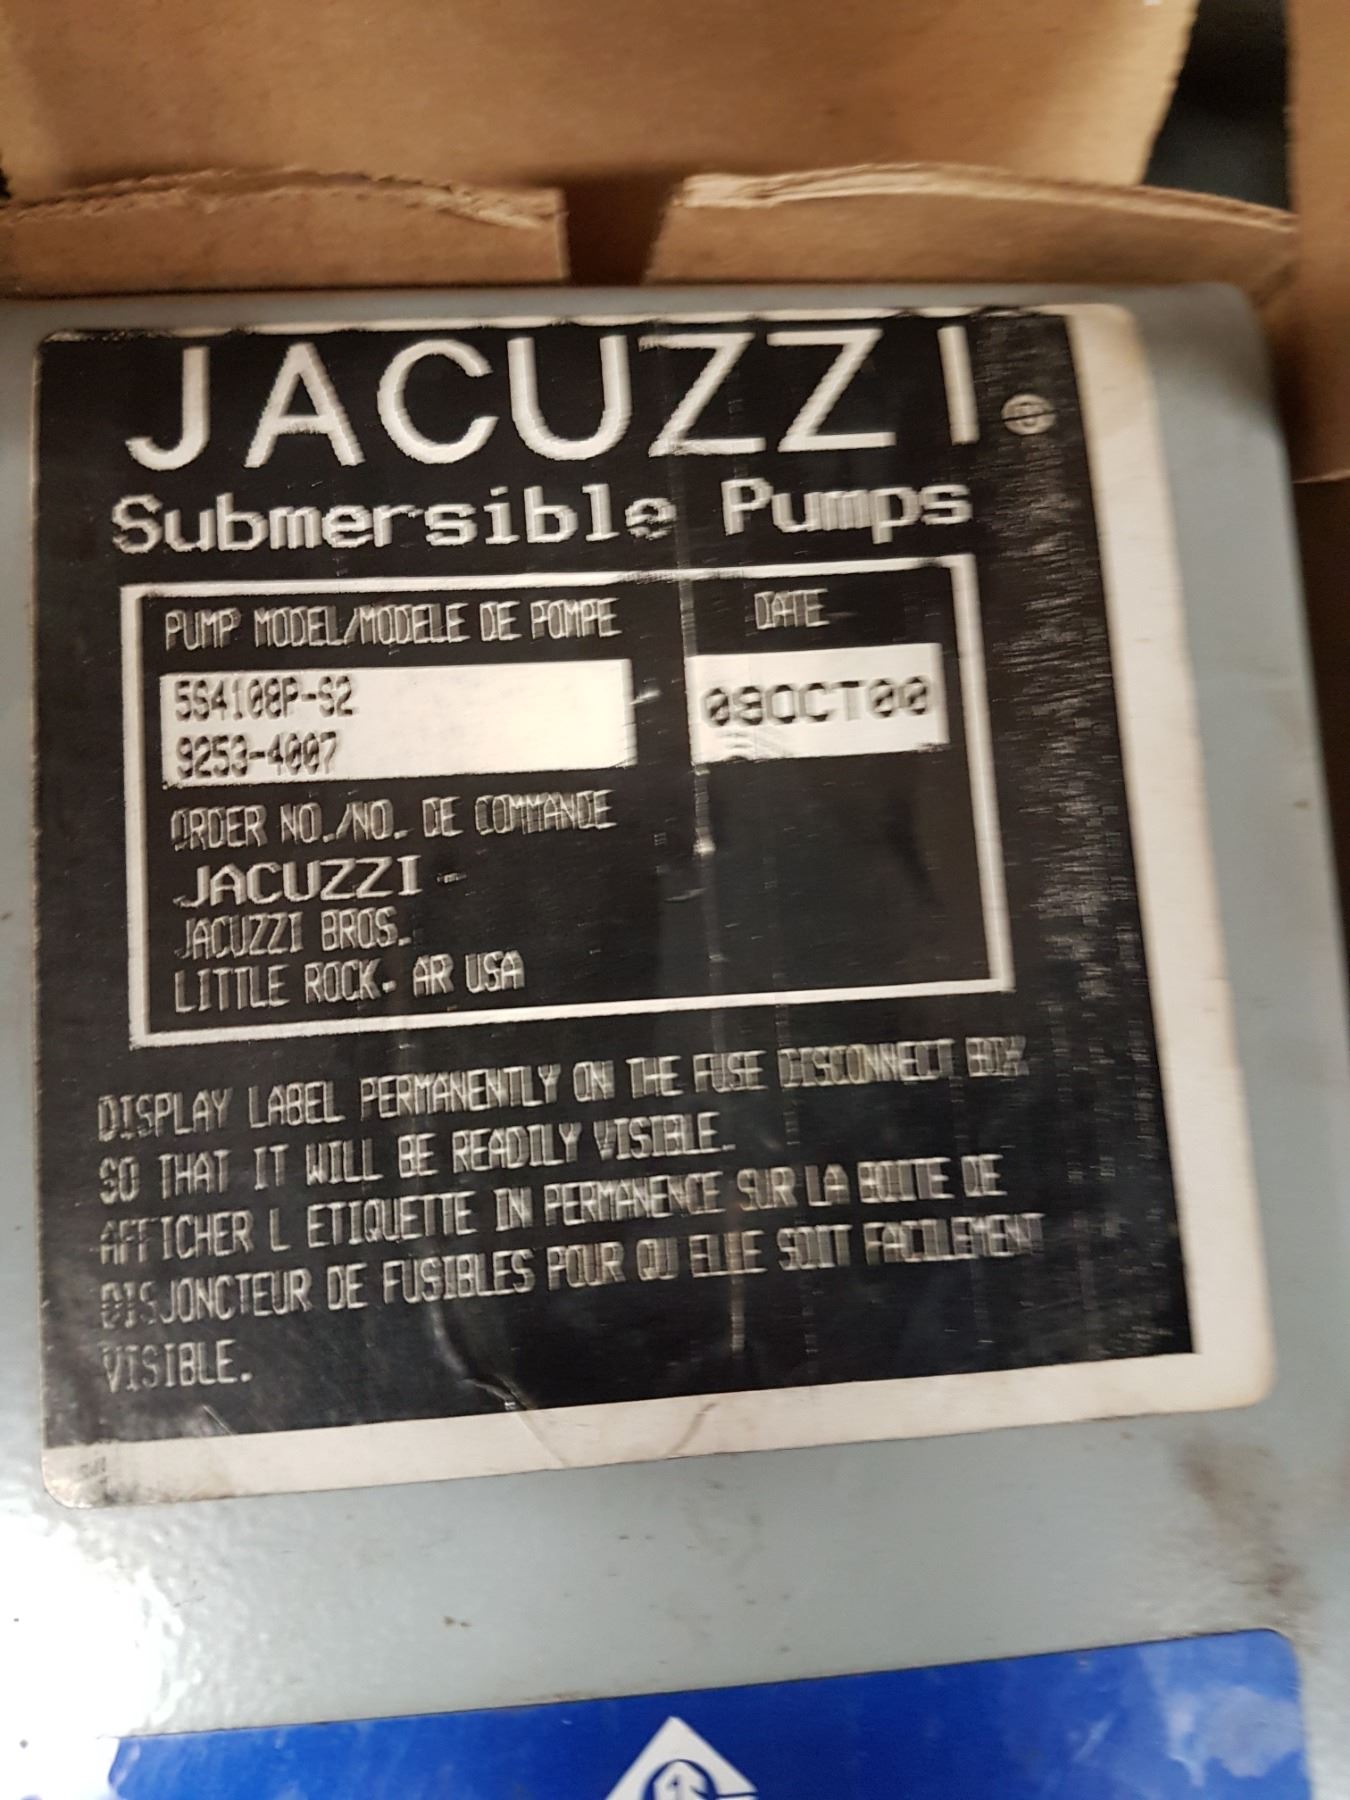 JACUZZI®
Submersible Pumps
PUMP MODEL/MODELE DE POMPE
DATE
5S4108P-S2
9253-4007
08OCT00
ORDER NO./NO. DE COMMANDE
JACUZZI
JACUZZI BROS.
LITTLE ROCK. AR USA
DISPLAY LABEL PERMANENTLY ON THE FUSE DISCONNECT BOX
SO THAT IT WILL BE READILY VISIBLE.
AFFICHER L ETIQUETTE IN PERMANENCE SUR LA BOITE DE
DISJONCTEUR DE FUSIBLES POUR QU ELLE SOIT FACILEMENT
VISIBLE.